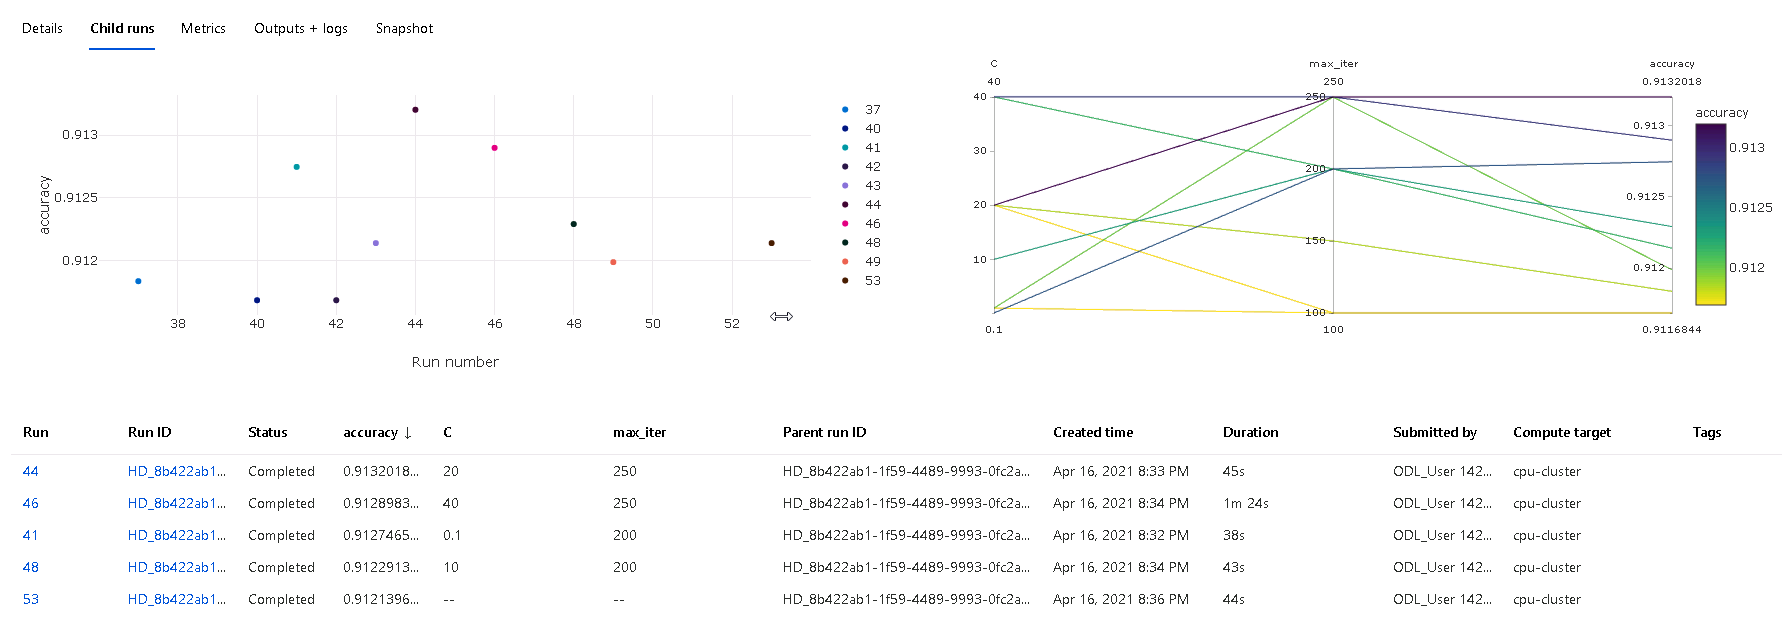 Details Child runs Metrics Outputs + logs Snapshot
accuracy
0.913
0.9125
0.912
38 40 42 44 46 48 50 52
Run number
37
40
41
42
43
44
46
48
49
53
C max_iter accuracy
40 250 0.9132018
40
30
20
10
250
200
150
100
0.913
0.9125
0.912
0.1 100 0.9116844
accuracy
0.913
0.9125
0.912
Run Run ID Status accuracy ↓ C max_iter Parent run ID Created time Duration Submitted by Compute target Tags
44 HD_8b422ab1... Completed 0.9132018... 20 250 HD_8b422ab1-1f59-4489-9993-0fc2a... Apr 16, 2021 8:33 PM 45s ODL_User 142... cpu-cluster
46 HD_8b422ab1... Completed 0.9128983... 40 250 HD_8b422ab1-1f59-4489-9993-0fc2a... Apr 16, 2021 8:34 PM 1m 24s ODL_User 142... cpu-cluster
41 HD_8b422ab1... Completed 0.9127465... 0.1 200 HD_8b422ab1-1f59-4489-9993-0fc2a... Apr 16, 2021 8:32 PM 38s ODL_User 142... cpu-cluster
48 HD_8b422ab1... Completed 0.9122913... 10 200 HD_8b422ab1-1f59-4489-9993-0fc2a... Apr 16, 2021 8:34 PM 43s ODL_User 142... cpu-cluster
53 HD_8b422ab1... Completed 0.9121396... -- -- HD_8b422ab1-1f59-4489-9993-0fc2a... Apr 16, 2021 8:36 PM 44s ODL_User 142... cpu-cluster